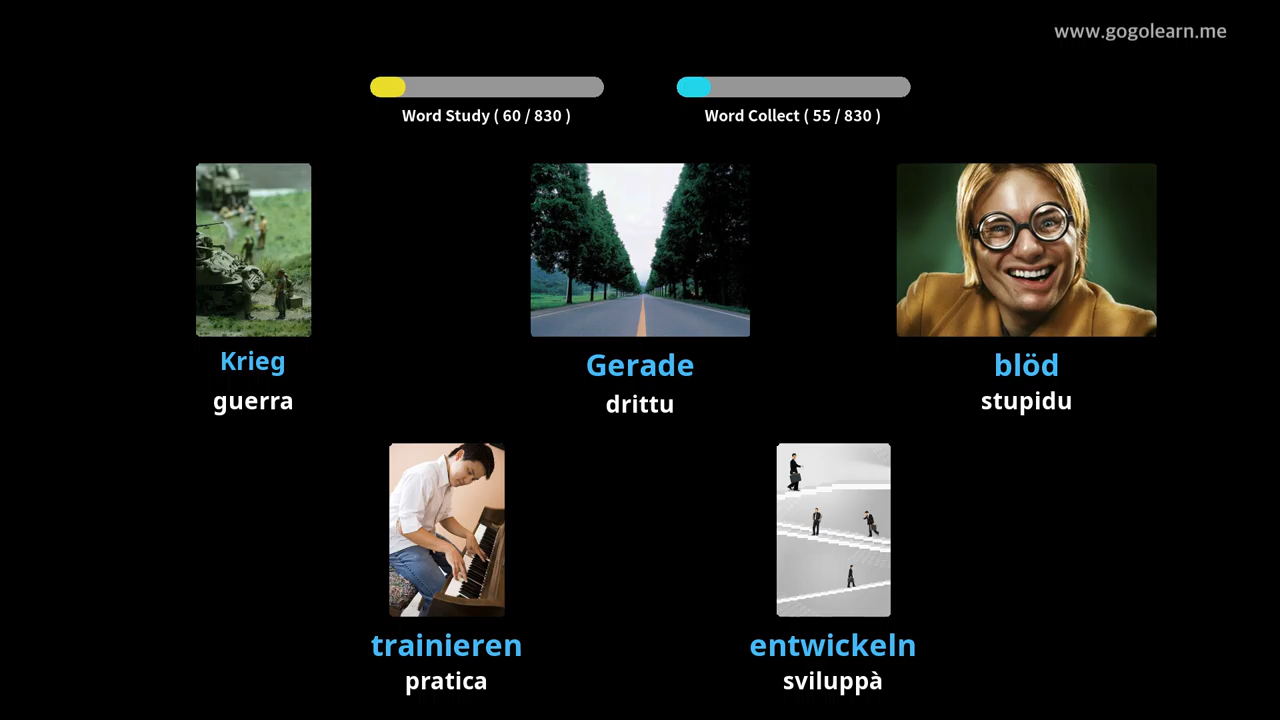 www.gogolearn.me
Word Study ( 60 / 830 )
Word Collect ( 55 / 830 )
Krieg
guerra
Gerade
drittu
blöd
stupidu
trainieren
pratica
entwickeln
sviluppà